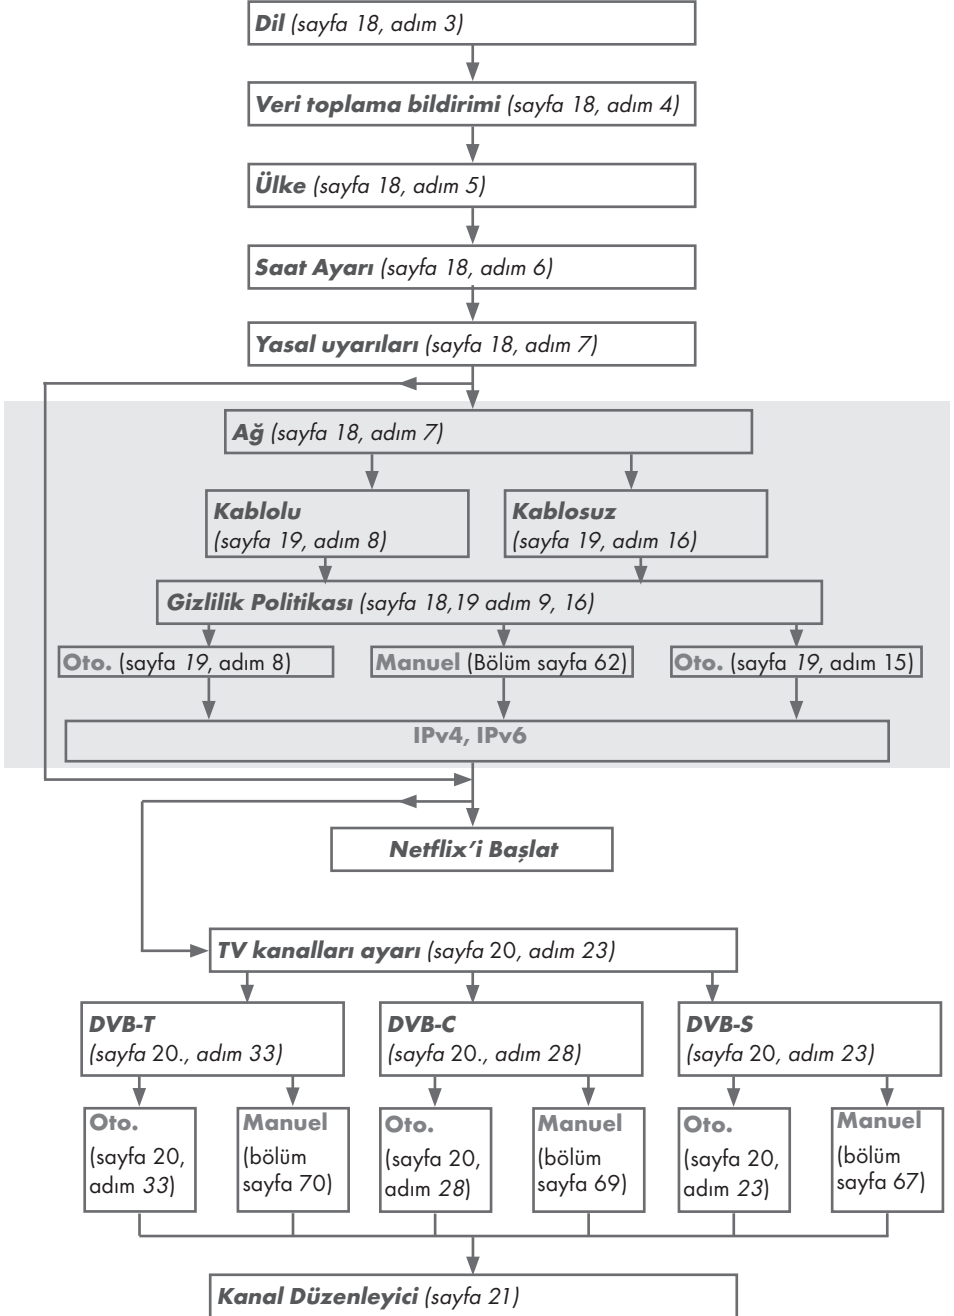 Dil (sayfa 18, adım 3)
Veri toplama bildirimi (sayfa 18, adım 4)
Ülke (sayfa 18, adım 5)
Saat Ayarı (sayfa 18, adım 6)
Yasal uyarıları (sayfa 18, adım 7)
Ağ (sayfa 18, adım 7)
Kablolu
(sayfa 19, adım 8)
Kablosuz
(sayfa 19, adım 16)
Gizlilik Politikası (sayfa 18,19 adım 9, 16)
Oto. (sayfa 19, adım 8)
Manuel (Bölüm sayfa 62)
Oto. (sayfa 19, adım 15)
IPv4, IPv6
Netflix’i Başlat
TV kanalları ayarı (sayfa 20, adım 23)
DVB-T
(sayfa 20., adım 33)
DVB-C
(sayfa 20., adım 28)
DVB-S
(sayfa 20, adım 23)
Oto.
(sayfa 20,
adım 33)
Manuel
(bölüm
sayfa 70)
Oto.
(sayfa 20,
adım 28)
Manuel
(bölüm
sayfa 69)
Oto.
(sayfa 20,
adım 23)
Manuel
(bölüm
sayfa 67)
Kanal Düzenleyici (sayfa 21)